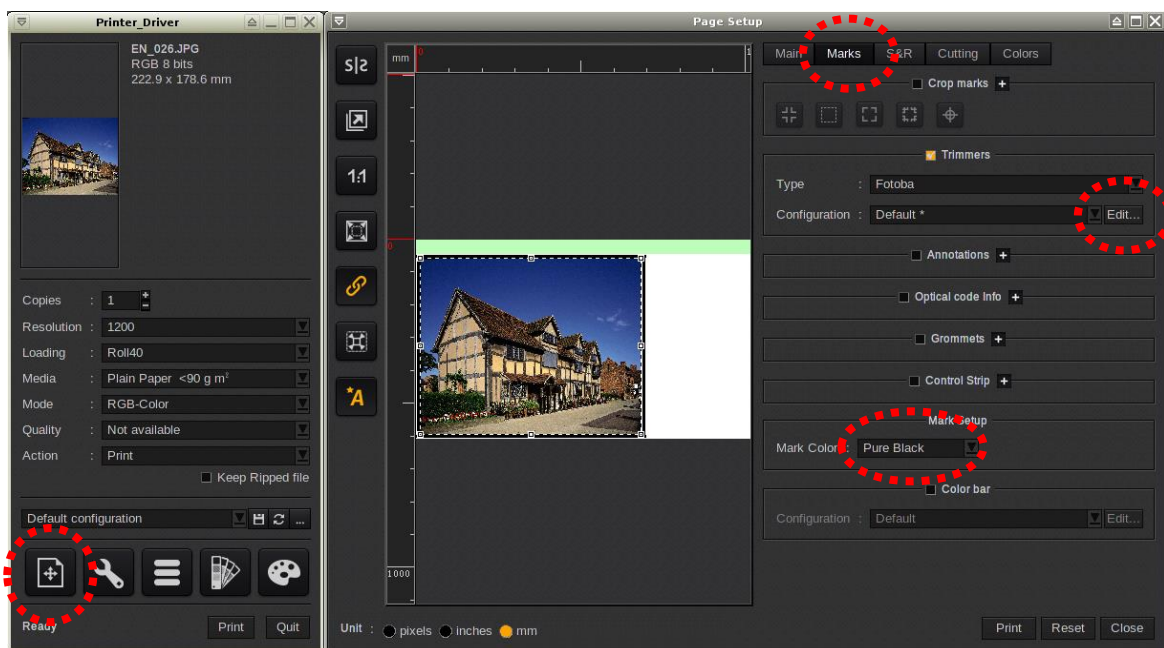 Printer_Driver
EN_026.JPG
RGB 8 bits
222.9 x 178.6 mm
Copies : 1
Resolution : 1200
Loading : Roll40
Media : Plain Paper <90 g m²
Mode : RGB-Color
Quality : Not available
Action : Print
Keep Ripped file
Default configuration ...
Ready Print Quit
Page Setup
S|S
1:1
*A
mm 0 1
0
1000
Unit : pixels inches mm
Main Marks S&R Cutting Colors
Crop marks +
Trimmers
Type : Fotoba
Configuration : Default * Edit...
Annotations +
Optical code Info +
Grommets +
Control Strip +
Mark Setup
Mark Color : Pure Black
Color bar
Configuration : Default Edit...
Print Reset Close